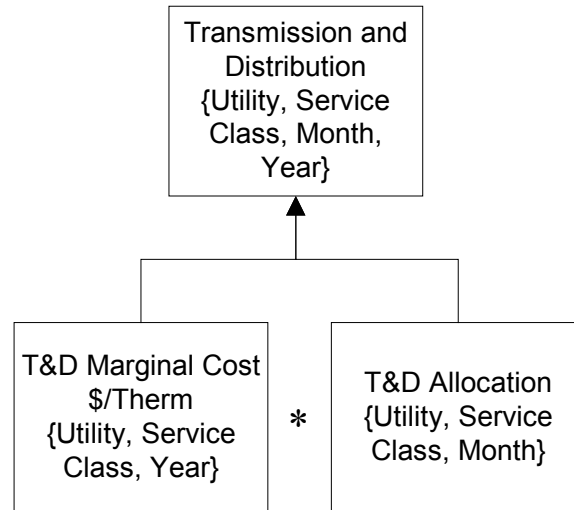 Transmission and
Distribution
{Utility, Service
Class, Month,
Year}
T&D Marginal Cost
$/Therm
{Utility, Service
Class, Year}
*
T&D Allocation
{Utility, Service
Class, Month}